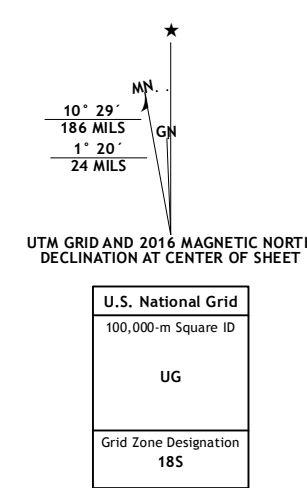 ★
MN
GN
10° 29´
186 MILS
1° 20´
24 MILS
UTM GRID AND 2016 MAGNETIC NORTH
DECLINATION AT CENTER OF SHEET
U.S. National Grid
100,000-m Square ID
UG
Grid Zone Designation
18S